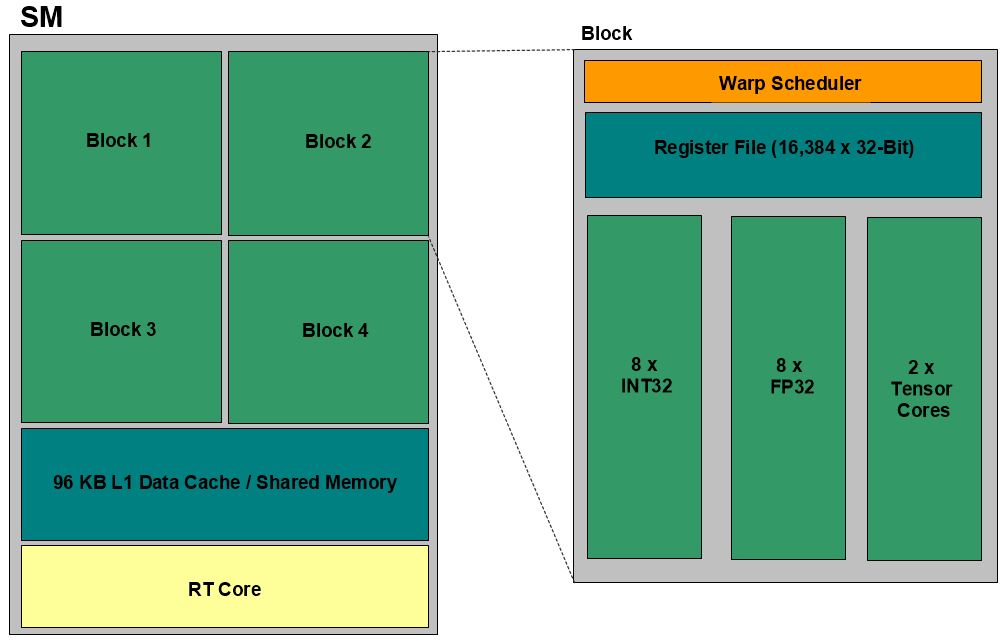 SM
Block 1
Block 2
Block 3
Block 4
96 KB L1 Data Cache / Shared Memory
RT Core
Block
Warp Scheduler
Register File (16,384 x 32-Bit)
8 x
INT32
8 x
FP32
2 x
Tensor
Cores